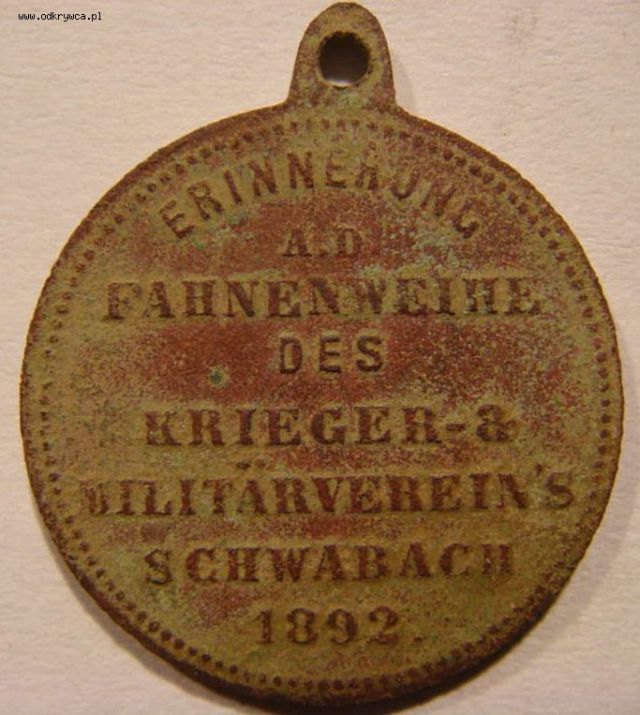 www.odkrywca.pl
ERINNERUNG
A.D
FAHNENWEIHE
DES
KRIEGER-&
MILITÄRVEREIN'S
SCHWABACH
1892.